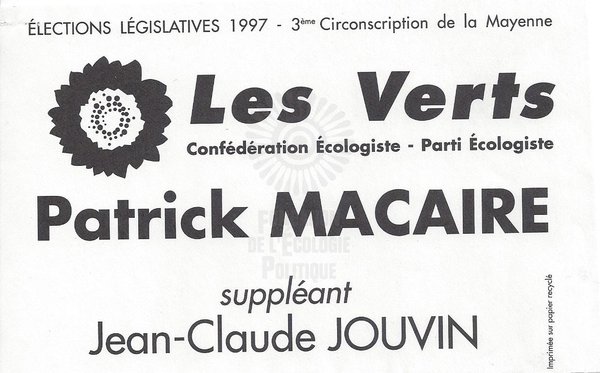 ÉLECTIONS LÉGISLATIVES 1997 - 3ème Circonscription de la Mayenne
Les Verts
Confédération Écologiste - Parti Écologiste
Patrick MACAIRE
DE L'ÉCOLOGIE
POLITIQUE
suppléant
Jean-Claude JOUVIN
Imprimée sur papier recyclé